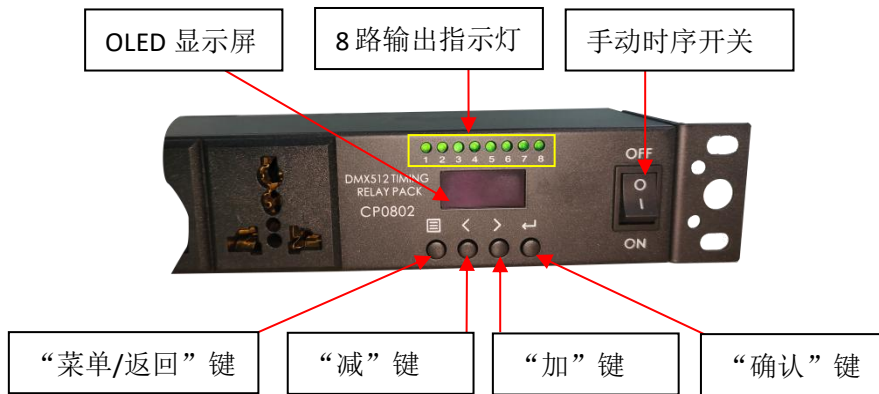 OLED 显示屏
8 路输出指示灯
手动时序开关
1 2 3 4 5 6 7 8
OFF
DMX512 TIMING
RELAY PACK
CP0802
O
I
ON
“菜单/返回”键
“减”键
“加”键
“确认”键